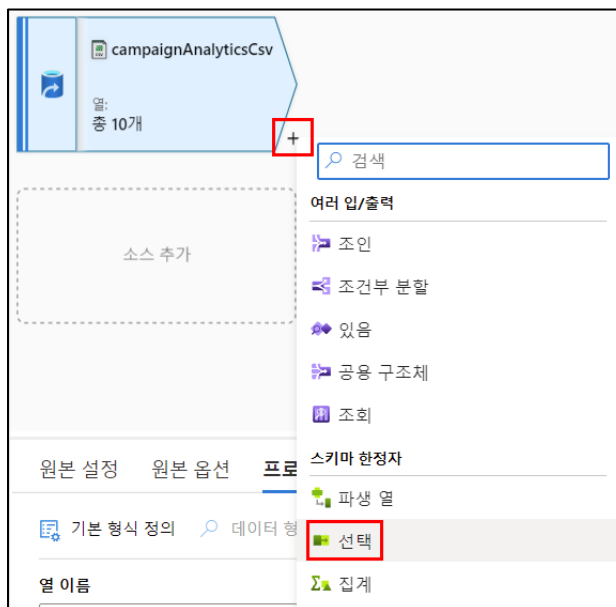 campaignAnalyticsCsv
열:
총 10개
+
검색
여러 입/출력
소스 추가
조인
조건부 분할
있음
공용 구조체
조회
스키마 한정자
원본 설정 원본 옵션 프로
파생 열
기본 형식 정의 데이터 형
선택
열 이름
집계